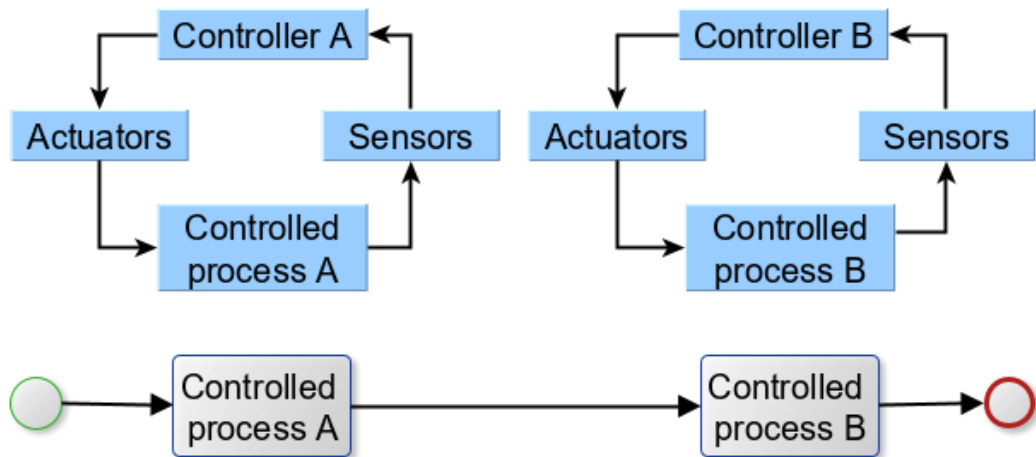 Controller A
Controller B
Actuators
Sensors
Actuators
Sensors
Controlled
process A
Controlled
process B
Controlled
process A
Controlled
process B